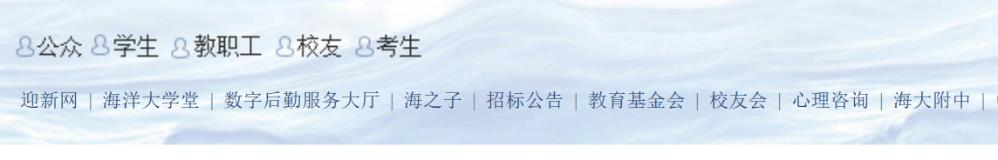 公众 学生 教职工 校友 考生
迎新网 | 海洋大学堂 | 数字后勤服务大厅 | 海之子 | 招标公告 | 教育基金会 | 校友会 | 心理咨询 | 海大附中 |